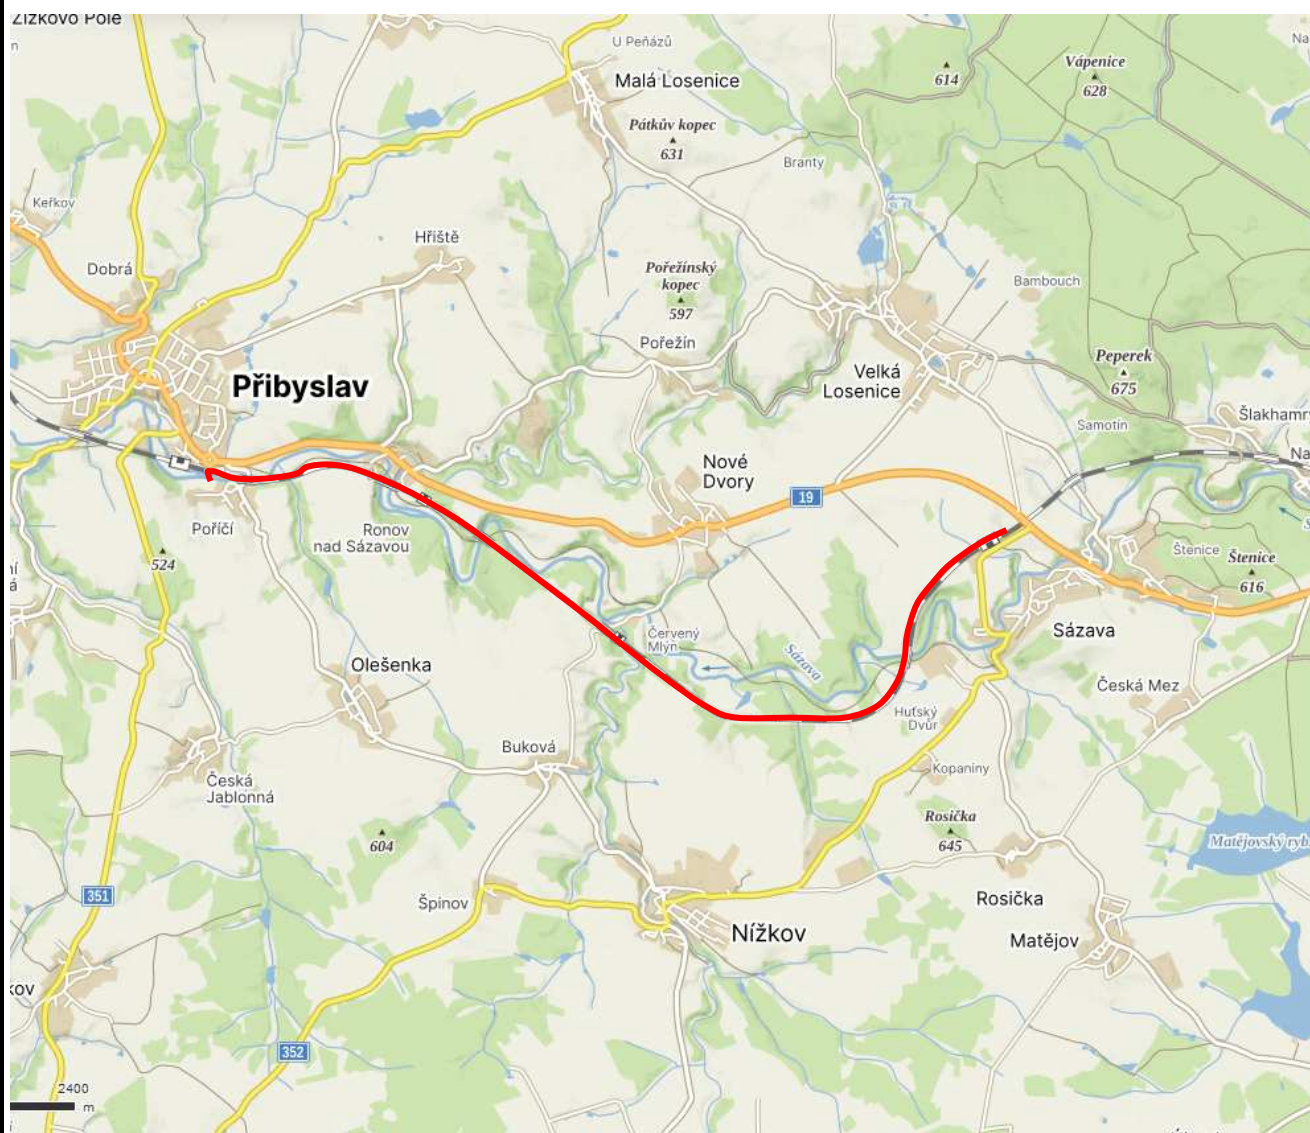 Žižkovo Pole
U Peňázů
Malá Losenice
614
Vápenice
628
Pátkův kopec
631
Branty
Keřkov
Hřiště
Dobrá
Pořežínský
kopec
597
Bambouch
Pořežín
Peperek
675
Velká
Losenice
Přibyslav
Šlakhamr
Samotín
Nové
Dvory
19
Poříčí
Ronov
nad Sázavou
524
Štenice
Štenice
616
Červený
Mlýn
Sázava
Sázava
Olešenka
Česká Mez
Huťský
Dvůr
Buková
Kopaniny
Česká
Jablonná
Rosička
645
604
Matějovský ryb.
351
Špinov
Rosička
Nížkov
Matějov
kov
352
2400
m